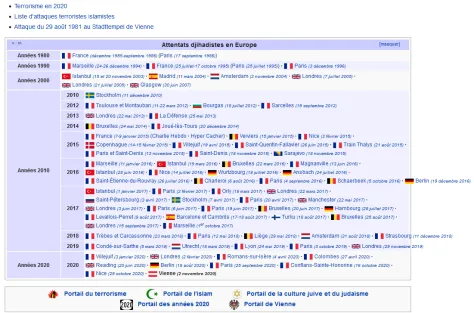 Terrorisme en 2020
Liste d'attaques terroristes islamistes
Attaque du 29 août 1981 au Stadttempel de Vienne
Attentats djihadistes en Europe [masquer]
Années 1980 France (décembre 1985-septembre 1986) (Paris (17 septembre 1986))
Années 1990 Marseille (24-26 décembre 1994) · France (25 juillet-17 octobre 1995) (Paris (25 juillet 1995)) · Paris (3 décembre 1996)
Années 2000 Istanbul (15 et 20 novembre 2003) · Madrid (11 mars 2004) · Amsterdam (2 novembre 2004) · Londres (7 juillet 2005) ·
Londres (21 juillet 2005) · Glasgow (30 juin 2007)
Années 2010
2010 Stockholm (11 décembre 2010)
2012 Toulouse et Montauban (11-22 mars 2012) · Bourgas (18 juillet 2012) · Sarcelles (19 septembre 2012)
2013 Londres (22 mai 2013) · La Défense (25 mai 2013)
2014 Bruxelles (24 mai 2014) · Joué-lès-Tours (20 décembre 2014)
2015 France (7-9 janvier 2015) (Charlie Hebdo · Hyper Cacher) · Verviers (15 janvier 2015) · Nice (3 février 2015) ·
Copenhague (14-15 février 2015) · Villejuif (19 avril 2015) · Saint-Quentin-Fallavier (26 juin 2015) · Train Thalys (21 août 2015) ·
Paris et Saint-Denis (13 novembre 2015) · Saint-Denis (18 novembre 2015) · Sarajevo (18 novembre 2015)
2016 Marseille (11 janvier 2016) · Istanbul (19 mars 2016) · Bruxelles (22 mars 2016) · Magnanville (13 juin 2016) ·
Istanbul (28 juin 2016) · Nice (14 juillet 2016) · Wurtzbourg (18 juillet 2016) · Ansbach (24 juillet 2016) ·
Saint-Étienne-du-Rouvray (26 juillet 2016) · Charleroi (6 août 2016) · Paris (4 septembre 2016) · Schaerbeek (5 octobre 2016) · Berlin (19 décembre 2016)
2017 Istanbul (1 janvier 2017) · Paris (3 février 2017) · Orly (18 mars 2017) · Londres (22 mars 2017) ·
Saint-Pétersbourg (3 avril 2017) · Stockholm (7 avril 2017) · Paris (20 avril 2017) · Manchester (22 mai 2017) ·
Londres (3 juin 2017) · Paris (6 juin 2017) · Paris (19 juin 2017) · Bruxelles (20 juin 2017) · Hambourg (28 juillet 2017) ·
Levallois-Perret (9 août 2017) · Barcelone et Cambrils (17-18 août 2017) · Turku (18 août 2017) · Bruxelles (25 août 2017) ·
Londres (15 septembre 2017) · Marseille (1er octobre 2017)
2018 Trèbes et Carcassonne (23 mars 2018) · Paris (12 mai 2018) · Liège (29 mai 2018) · Amsterdam (31 août 2018) · Strasbourg (11 décembre 2018)
2019 Condé-sur-Sarthe (5 mars 2019) · Utrecht (18 mars 2019) · Lyon (24 mai 2019) · Paris (3 octobre 2019) · Londres (29 novembre 2019)
Années 2020 2020 Villejuif (3 janvier 2020) · Londres (2 février 2020) · Romans-sur-Isère (4 avril 2020) · Colombes (27 avril 2020) ·
Reading (20 juin 2020) · Berlin (18 août 2020) · Paris (25 septembre 2020) · Conflans-Sainte-Honorine (16 octobre 2020) ·
Nice (29 octobre 2020) · Vienne (2 novembre 2020)
Portail du terrorisme Portail de l'islam Portail de la culture juive et du judaïsme
Portail des années 2020 Portail de Vienne